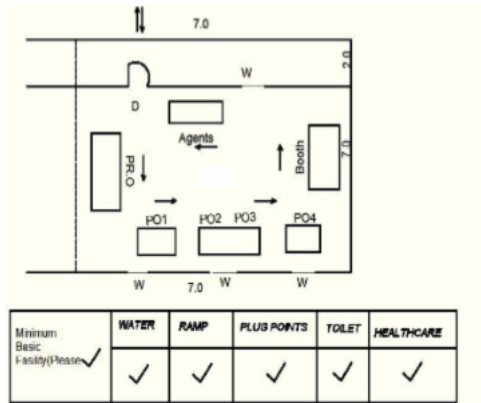 7.0
2.0
W
D
Agents
PR.O
Booth
7.0
PO1 PO2 PO3 PO4
W 7.0 W W
Minimum
Basic
Fasility(Please
WATER RAMP PLUG POINTS TOILET HEALTHCARE